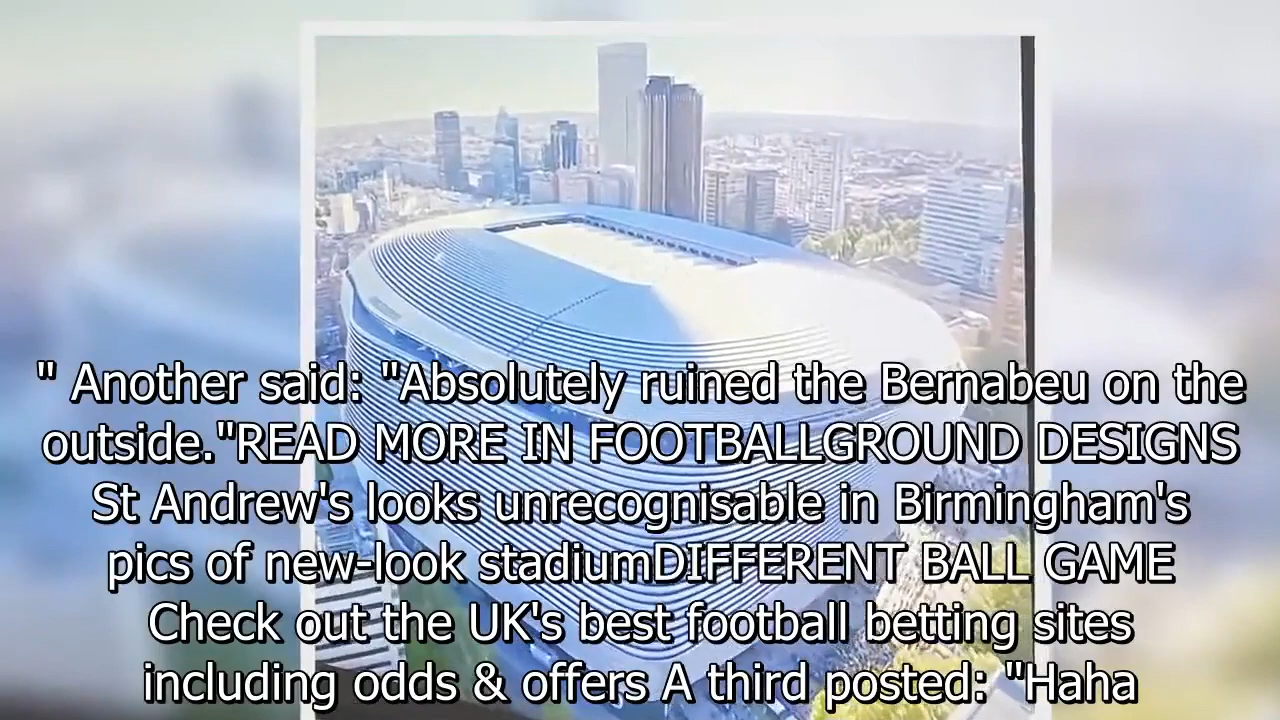 " Another said: "Absolutely ruined the Bernabeu on the
outside."READ MORE IN FOOTBALLGROUND DESIGNS
St Andrew's looks unrecognisable in Birmingham's
pics of new-look stadiumDIFFERENT BALL GAME
Check out the UK's best football betting sites
including odds & offers A third posted: "Haha